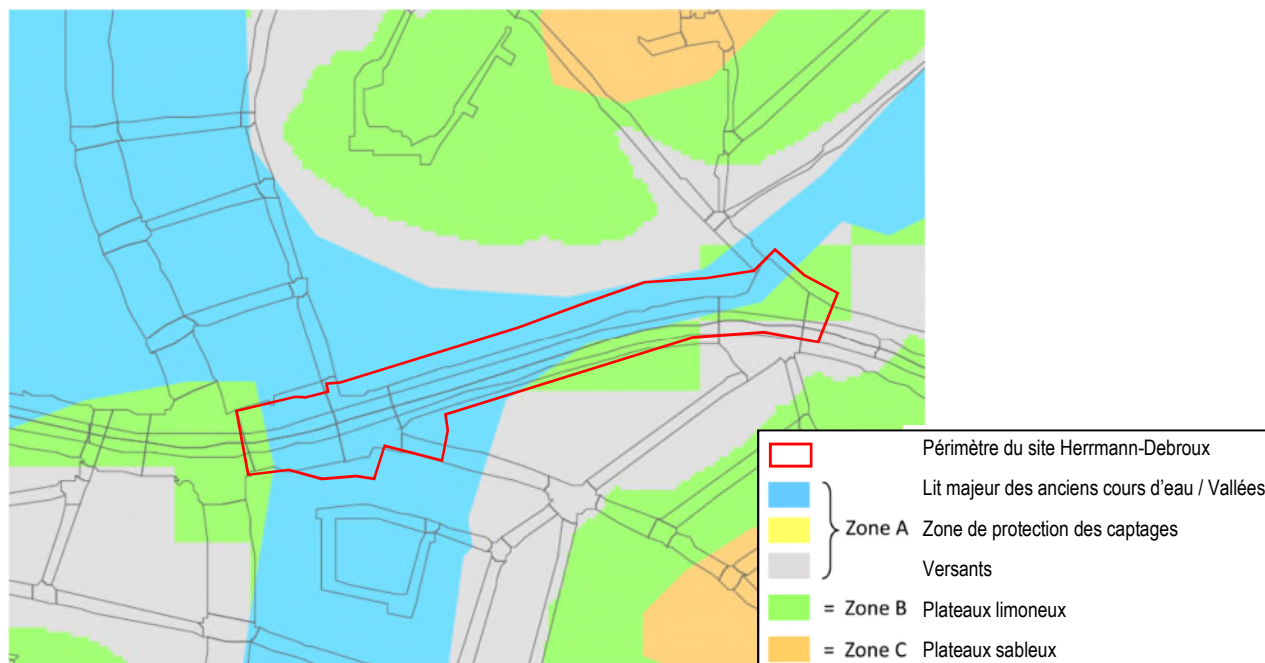 Périmètre du site Herrmann-Debroux
Lit majeur des anciens cours d'eau / Vallées
Zone A Zone de protection des captages
Versants
= Zone B Plateaux limoneux
= Zone C Plateaux sableux